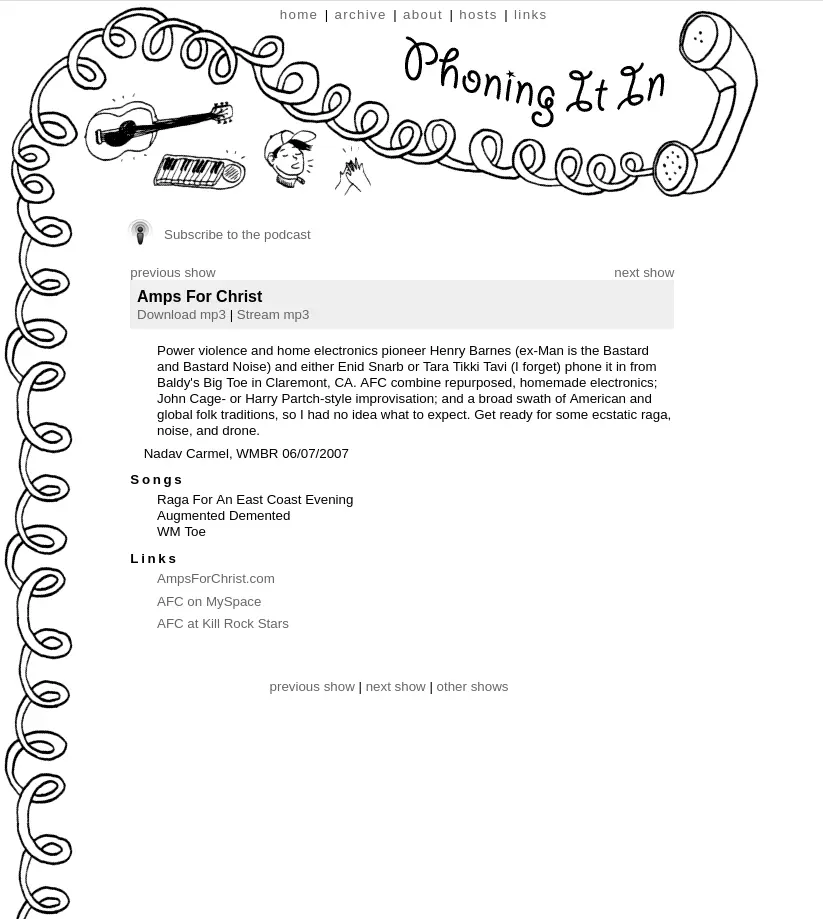 home | archive | about | hosts | links
Phoning It In
Subscribe to the podcast
previous show next show
Amps For Christ
Download mp3 | Stream mp3
Power violence and home electronics pioneer Henry Barnes (ex-Man is the Bastard
and Bastard Noise) and either Enid Snarb or Tara Tikki Tavi (I forget) phone it in from
Baldy's Big Toe in Claremont, CA. AFC combine repurposed, homemade electronics;
John Cage- or Harry Partch-style improvisation; and a broad swath of American and
global folk traditions, so I had no idea what to expect. Get ready for some ecstatic raga,
noise, and drone.
Nadav Carmel, WMBR 06/07/2007
Songs
Raga For An East Coast Evening
Augmented Demented
WM Toe
Links
AmpsForChrist.com
AFC on MySpace
AFC at Kill Rock Stars
previous show | next show | other shows